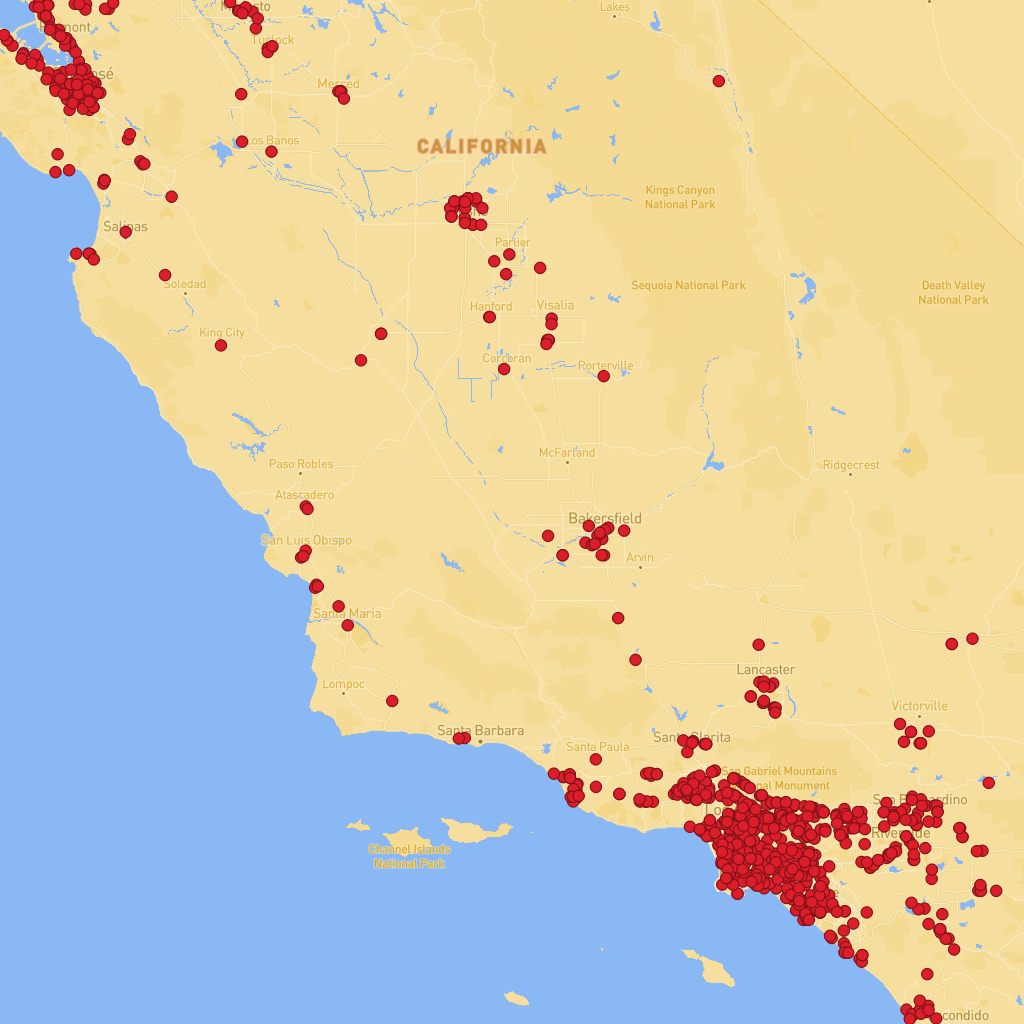 Lakes
Turlock
Merced
Los Banos
CALIFORNIA
Kings Canyon
National Park
Salinas
Parlier
Soledad
Sequoia National Park
Death Valley
National Park
Hanford
Visalia
King City
Corcoran
Porterville
McFarland
Paso Robles
Ridgecrest
Atascadero
Bakersfield
San Luis Obispo
Arvin
Santa Maria
Lancaster
Lompoc
Victorville
Santa Barbara
Santa Clarita
Santa Paula
San Gabriel Mountains
National Monument
San Bernardino
Riverside
Channel Islands
National Park
condido